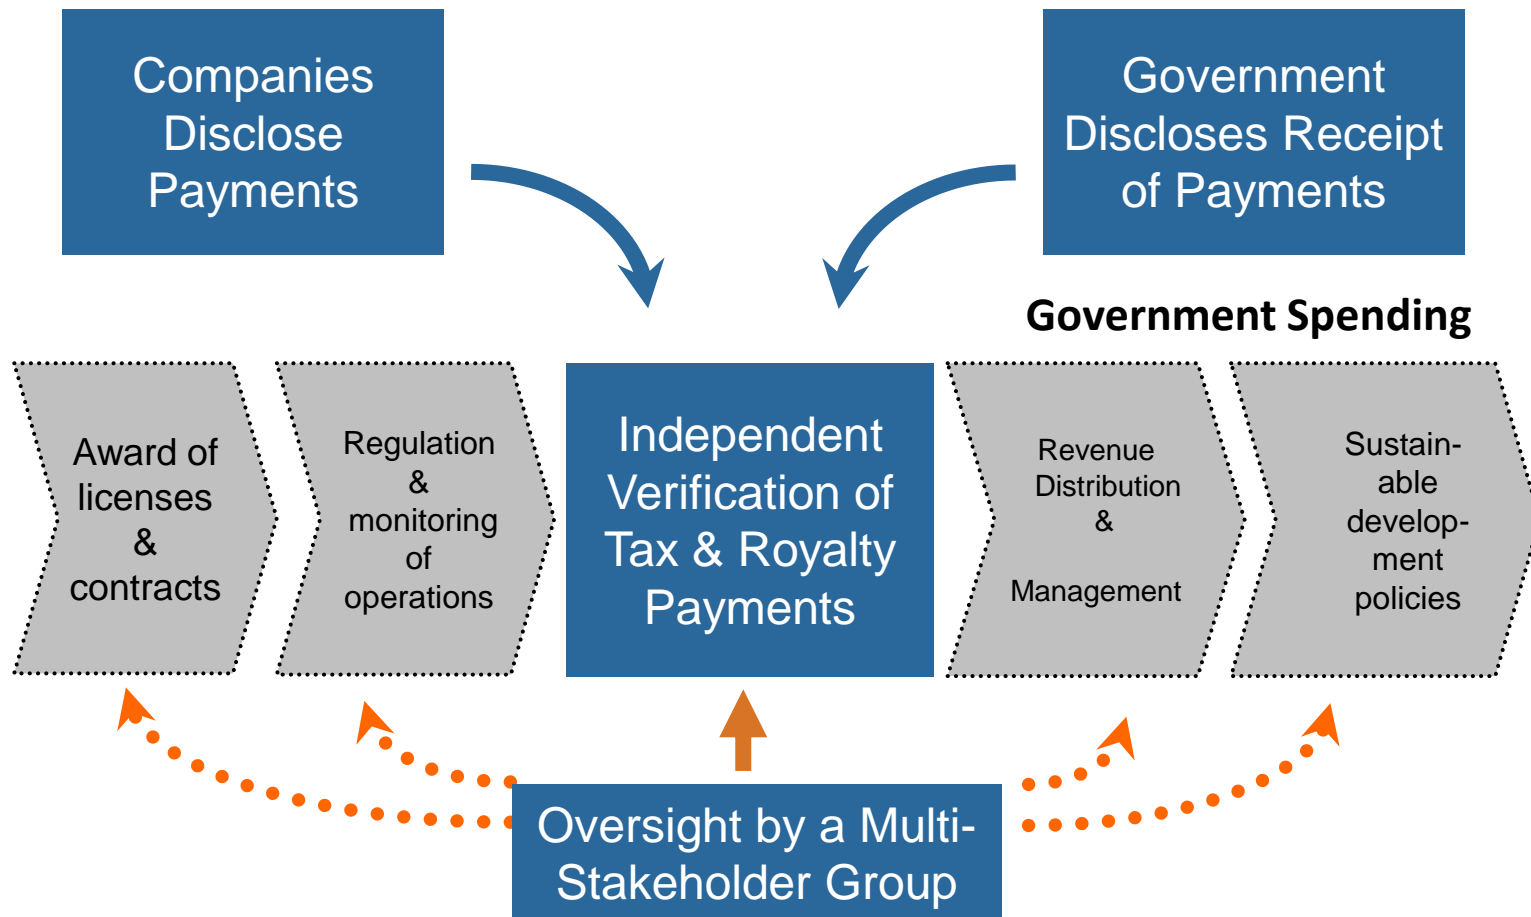 Companies
Disclose
Payments
Government
Discloses Receipt
of Payments
Government Spending
Award of
licenses
&
contracts
Regulation
&
monitoring
of
operations
Independent
Verification of
Tax & Royalty
Payments
Revenue
Distribution
&
Management
Sustain-
able
develop-
ment
policies
Oversight by a Multi-
Stakeholder Group